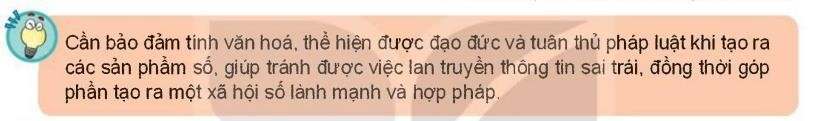 Cần bảo đảm tính văn hoá, thể hiện được đạo đức và tuân thủ pháp luật khi tạo ra
các sản phẩm số, giúp tránh được việc lan truyền thông tin sai trái, đồng thời góp
phần tạo ra một xã hội số lành mạnh và hợp pháp.